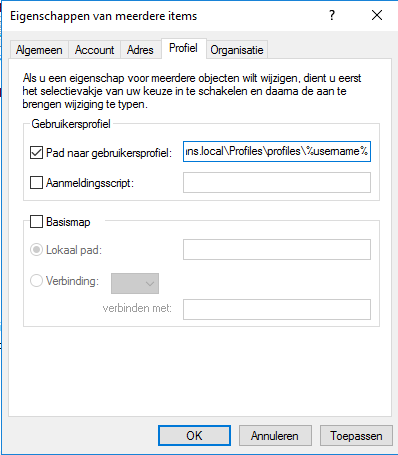 Eigenschappen van meerdere items
Algemeen Account Adres Profiel Organisatie
Als u een eigenschap voor meerdere objecten wilt wijzigen, dient u eerst
het selectievakje van uw keuze in te schakelen en daarna de aan te
brengen wijziging te typen.
Gebruikersprofiel
Pad naar gebruikersprofiel: ins.local\Profiles\profiles\%username%
Aanmeldingsscript:
Basismap
Lokaal pad:
Verbinding:
verbinden met:
OK Annuleren Toepassen